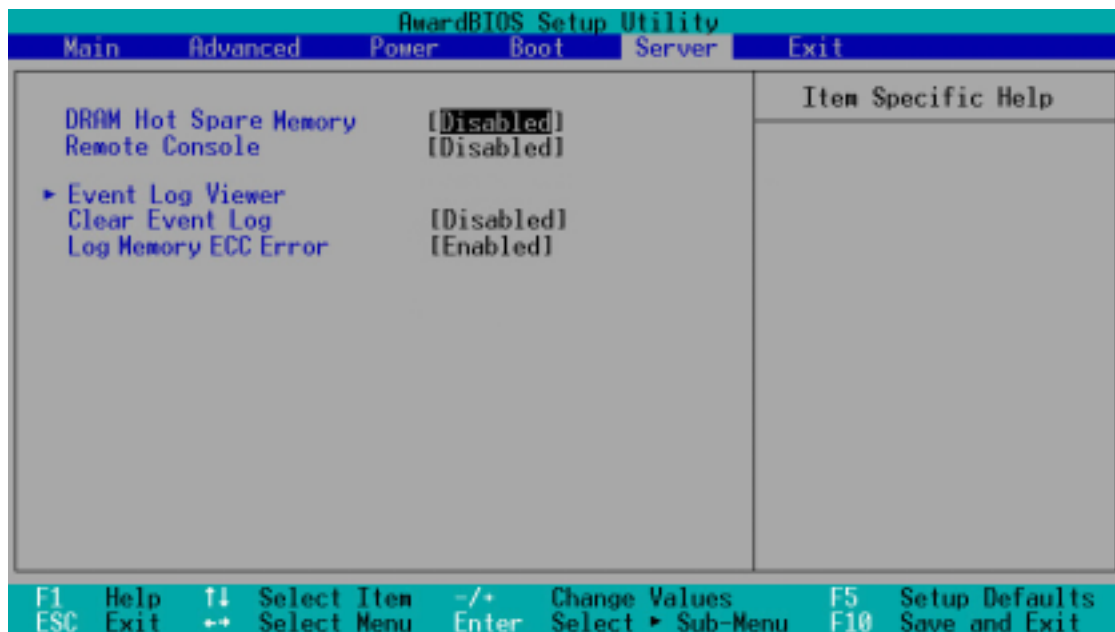 AwardBIOS Setup Utility
Main Advanced Power Boot Server Exit
Item Specific Help
DRAM Hot Spare Memory [Disabled]
Remote Console [Disabled]
► Event Log Viewer
Clear Event Log [Disabled]
Log Memory ECC Error [Enabled]
F1 Help ↑↓ Select Item -/+ Change Values F5 Setup Defaults
ESC Exit ←→ Select Menu Enter Select ► Sub-Menu F10 Save and Exit